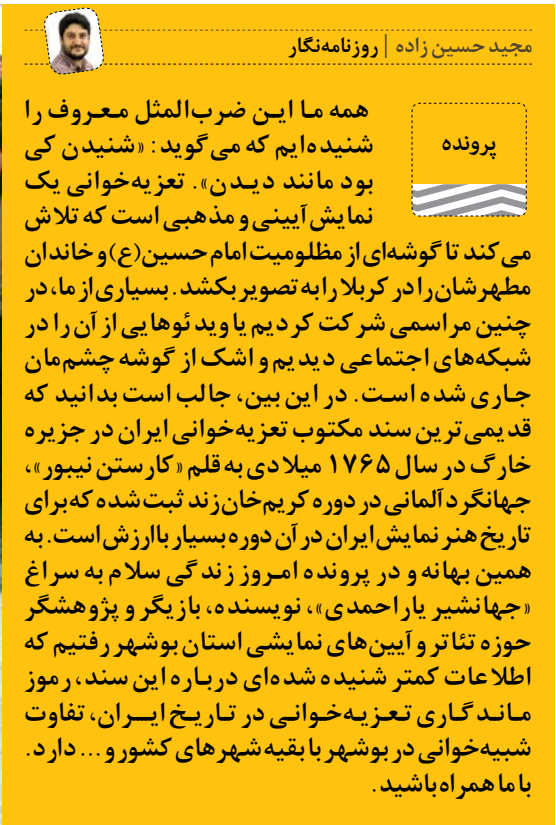 مجید حسین زاده | روزنامه‌نگار
پرونده
همه ما این ضرب‌المثل معروف را
شنیده‌ایم که می‌گوید: «شنیدن کی
بود مانند دیدن». تعزیه‌خوانی یک
نمایش آیینی و مذهبی است که تلاش
می‌کند تا گوشه‌ای از مظلومیت امام حسین(ع) و خاندان
مطهرشان را در کربلا را به تصویر بکشد. بسیاری از ما، در
چنین مراسمی شرکت کردیم یا ویدئوهایی از آن را در
شبکه‌های اجتماعی دیدیم و اشک از گوشه چشم‌مان
جاری شده است. در این بین، جالب است بدانید که
قدیمی‌ترین سند مکتوب تعزیه‌خوانی ایران در جزیره
خارگ در سال ۱۷۶۵ میلادی به قلم «کارستن نیبور»،
جهانگرد آلمانی در دوره کریم‌خان زند ثبت شده که برای
تاریخ هنر نمایش ایران در آن دوره بسیار باارزش است. به
همین بهانه و در پرونده امروز زندگی سلام به سراغ
«جهانشیر یاراحمدی»، نویسنده، بازیگر و پژوهشگر
حوزه تئاتر و آیین‌های نمایشی استان بوشهر رفتیم که
اطلاعات کمتر شنیده شده‌ای درباره این سند، رموز
ماندگاری تعزیه‌خوانی در تاریخ ایران، تفاوت
شبیه‌خوانی در بوشهر با بقیه شهرهای کشور و ... دارد.
با ما همراه باشید.